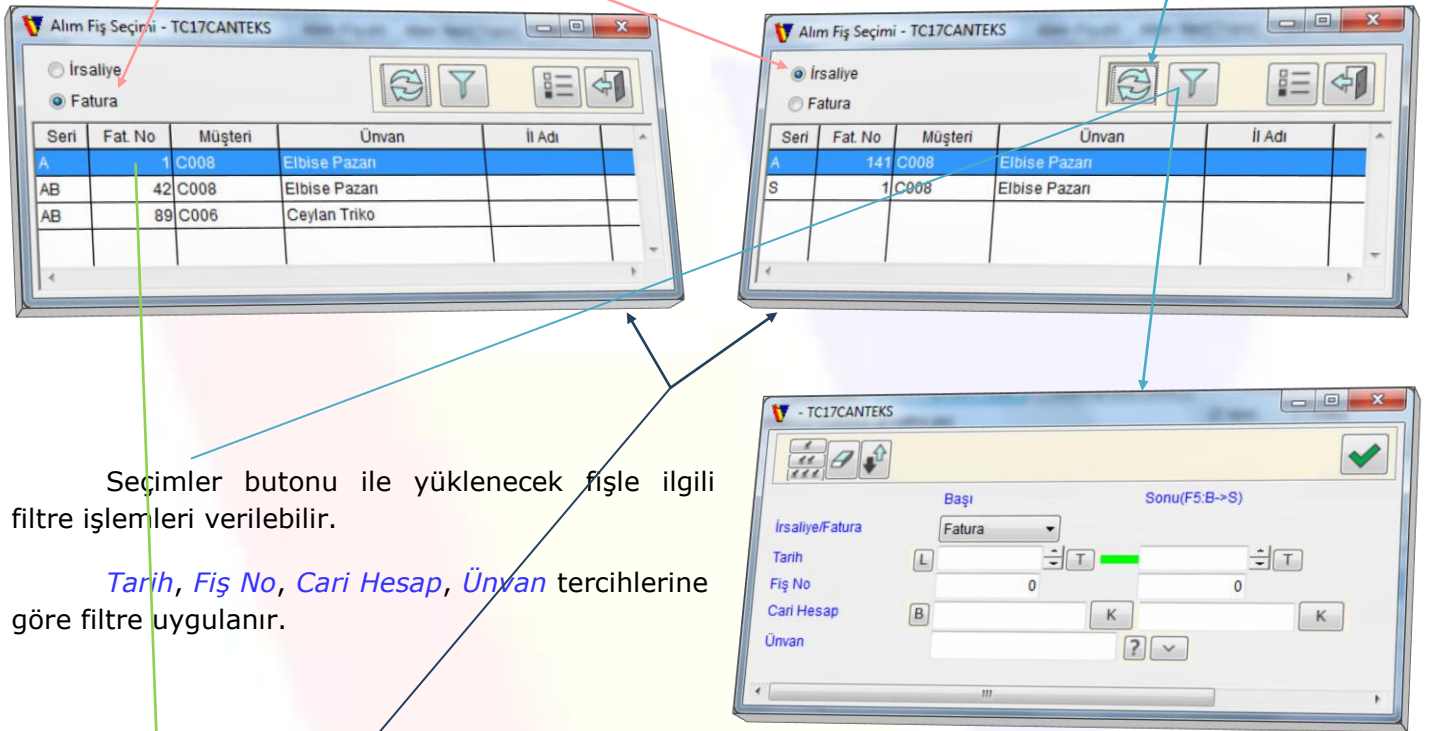 Alım Fiş Seçimi - TC17CANTEKS
İrsaliye
Fatura
Seri Fat. No Müşteri Ünvan İl Adı
A 1 C008 Elbise Pazarı
AB 42 C008 Elbise Pazarı
AB 89 C006 Ceylan Triko
Alım Fiş Seçimi - TC17CANTEKS
İrsaliye
Fatura
Seri Fat. No Müşteri Ünvan İl Adı
A 141 C008 Elbise Pazarı
S 1 C008 Elbise Pazarı
Seçimler butonu ile yüklenecek fişle ilgili
filtre işlemleri verilebilir.
Tarih, Fiş No, Cari Hesap, Ünvan tercihlerine
göre filtre uygulanır.
- TC17CANTEKS
Başı Sonu(F5:B->S)
İrsaliye/Fatura Fatura
Tarih L T T
Fiş No 0 0
Cari Hesap B K K
Ünvan ?